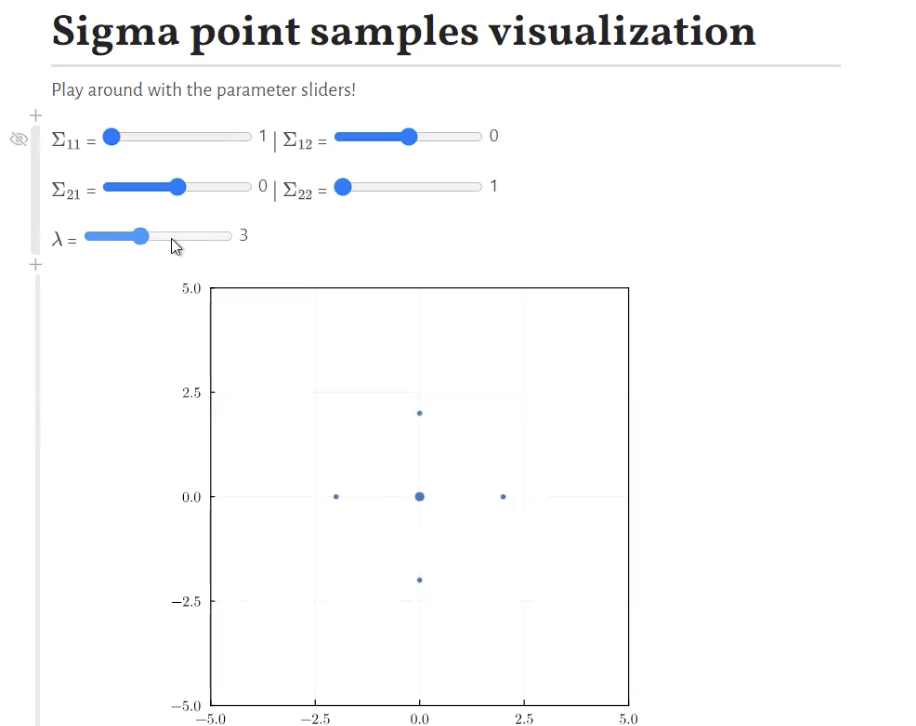 Sigma point samples visualization
Play around with the parameter sliders!
Σ₁₁ = 1 | Σ₁₂ = 0
Σ₂₁ = 0 | Σ₂₂ = 1
λ = 3
5.0
2.5
0.0
−2.5
−5.0
−5.0 −2.5 0.0 2.5 5.0